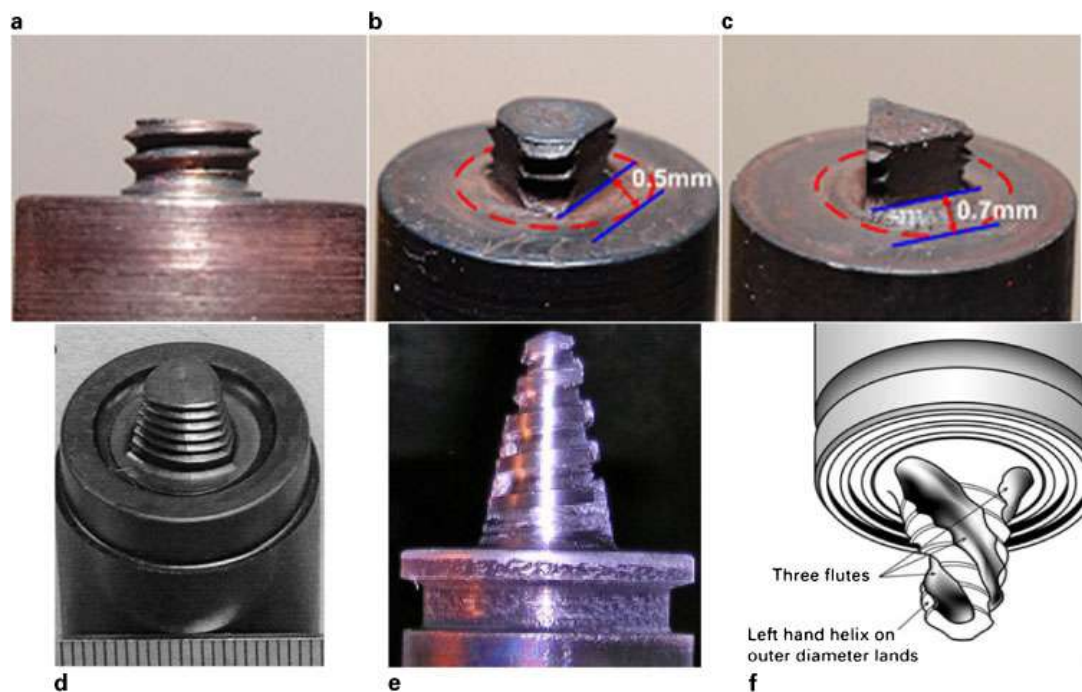 a
b
c
0.5mm
0.7mm
Three flutes
Left hand helix on
outer diameter lands
d
e
f